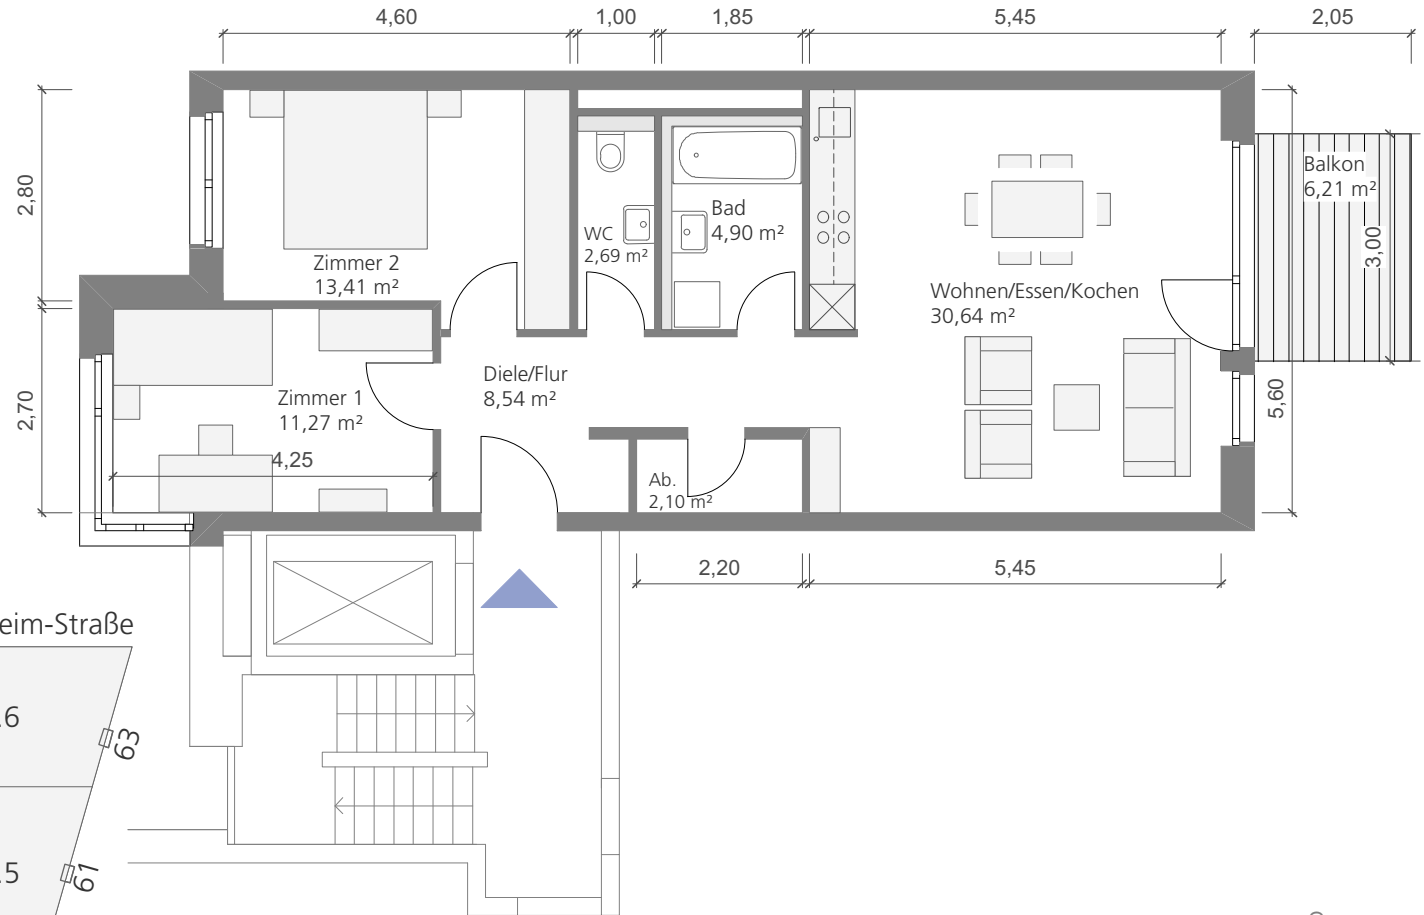 4,60
1,00
1,85
5,45
2,05
2,80
2,70
Zimmer 2
13,41 m²
WC
2,69 m²
Bad
4,90 m²
Balkon
6,21 m²
3,00
Wohnen/Essen/Kochen
30,64 m²
5,60
Zimmer 1
11,27 m²
4,25
Diele/Flur
8,54 m²
Ab.
2,10 m²
2,20
5,45
eim-Straße
.6
63
.5
61